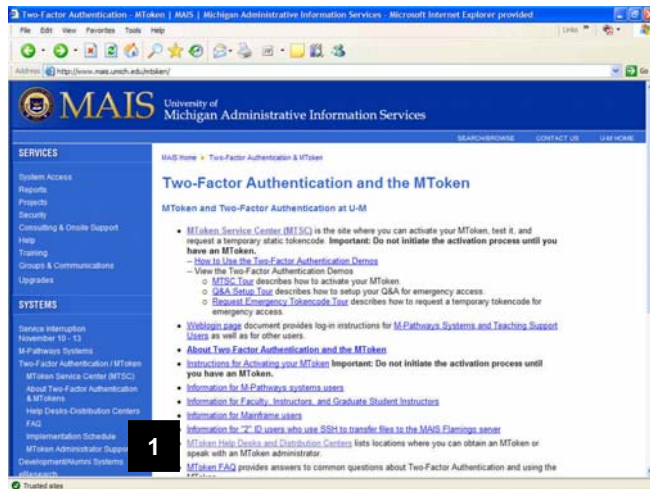 Two-Factor Authentication - MToken | MAIS | Michigan Administrative Information Services - Microsoft Internet Explorer provided
File Edit View Favorites Tools Help
Links
Address http://www.mais.umich.edu/mtoken/
Go
MAIS University of
Michigan Administrative Information Services
SEARCH/BROWSE CONTACT US U-M HOME
SERVICES
System Access
Reports
Projects
Security
Consulting & Onsite Support
Help
Training
Groups & Communications
Upgrades
SYSTEMS
Service Interruption
November 10 - 13
M-Pathways Systems
Two-Factor Authentication / MToken
MToken Service Center (MTSC)
About Two-Factor Authentication
& MTokens
Help Desks-Distribution Centers
FAQ
Implementation Schedule
MToken Administrator Support
Development/Alumni Systems
eResearch
1
MAIS Home > Two-Factor Authentication & MToken
Two-Factor Authentication and the MToken
MToken and Two-Factor Authentication at U-M
• MToken Service Center (MTSC) is the site where you can activate your MToken, test it, and
request a temporary static tokencode. Important: Do not initiate the activation process until you
have an MToken.
– How to Use the Two-Factor Authentication Demos
– View the Two-Factor Authentication Demos
o MTSC Tour describes how to activate your MToken.
o Q&A Setup Tour describes how to setup your Q&A for emergency access.
o Request Emergency Tokencode Tour describes how to request a temporary tokencode for
emergency access.
• Weblogin page document provides log-in instructions for M-Pathways Systems and Teaching Support
Users as well as for other users.
• About Two Factor Authentication and the MToken
• Instructions for Activating your MToken Important: Do not initiate the activation process until
you have an MToken.
• Information for M-Pathways systems users
• Information for Faculty, Instructors, and Graduate Student Instructors
• Information for Mainframe users
• Information for "2" ID users who use SSH to transfer files to the MAIS Flamingo server
• MToken Help Desks and Distribution Centers lists locations where you can obtain an MToken or
speak with an MToken administrator.
• MToken FAQ provides answers to common questions about Two-Factor Authentication and using the
MToken.
Trusted sites